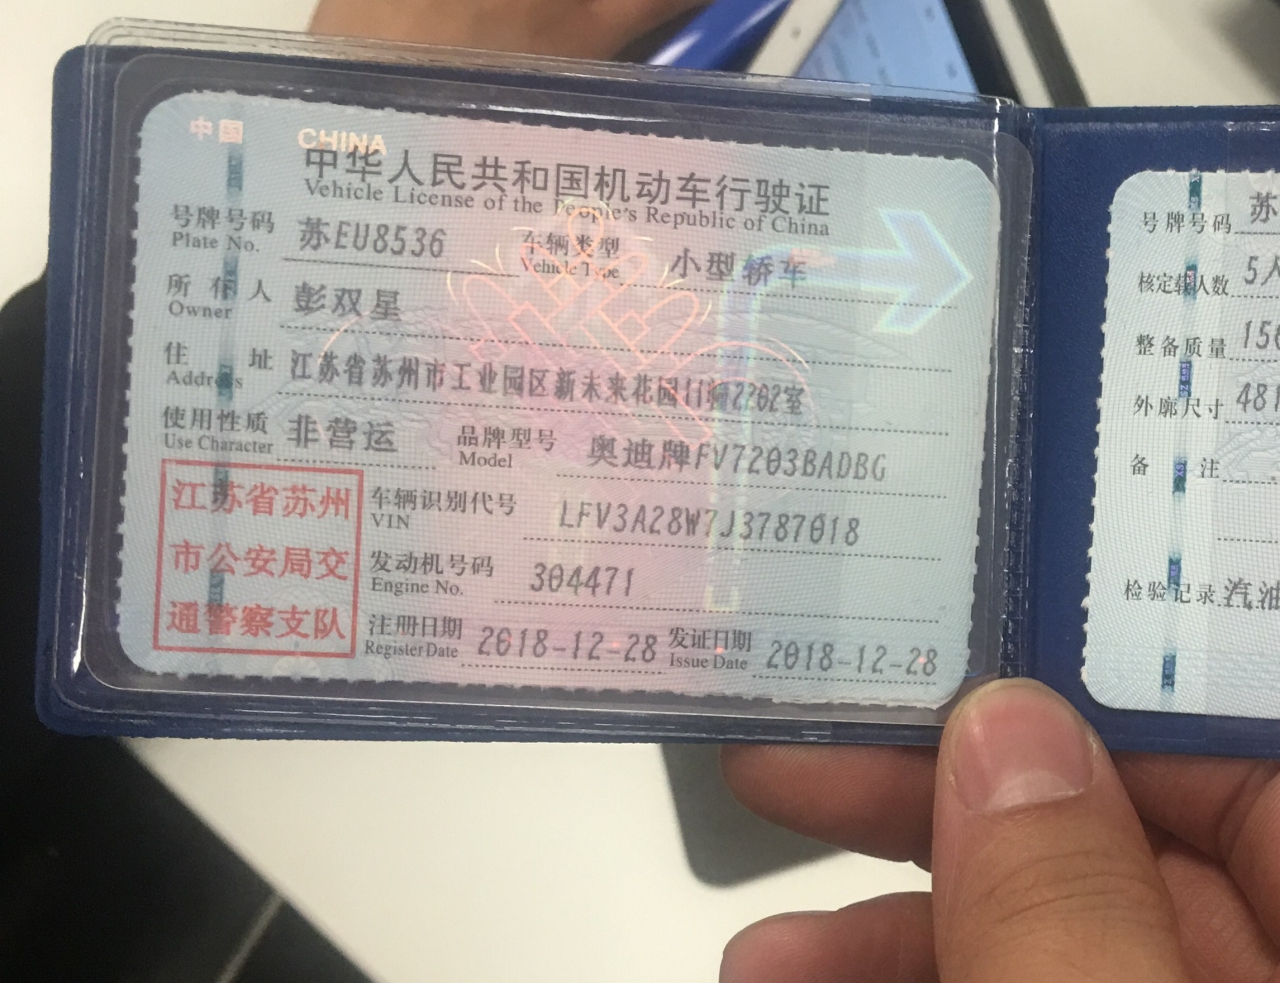 中国 CHINA
中华人民共和国机动车行驶证
Vehicle License of the People's Republic of China
号牌号码 苏EU8536 车辆类型 小型轿车
Plate No. Vehicle Type
所有人 彭双星
Owner
住址 江苏省苏州市工业园区新未来花园11幢2202室
Address
使用性质 非营运 品牌型号 奥迪牌FV7203BADBG
Use Character Model
江苏省苏州
市公安局交
通警察支队
车辆识别代号 LFV3A28W7J3787018
VIN
发动机号码 304471
Engine No.
注册日期 2018-12-28 发证日期 2018-12-28
Register Date Issue Date
号牌号码 苏
核定载人数 5人
整备质量 15
外廓尺寸 481
备注
检验记录 汽油